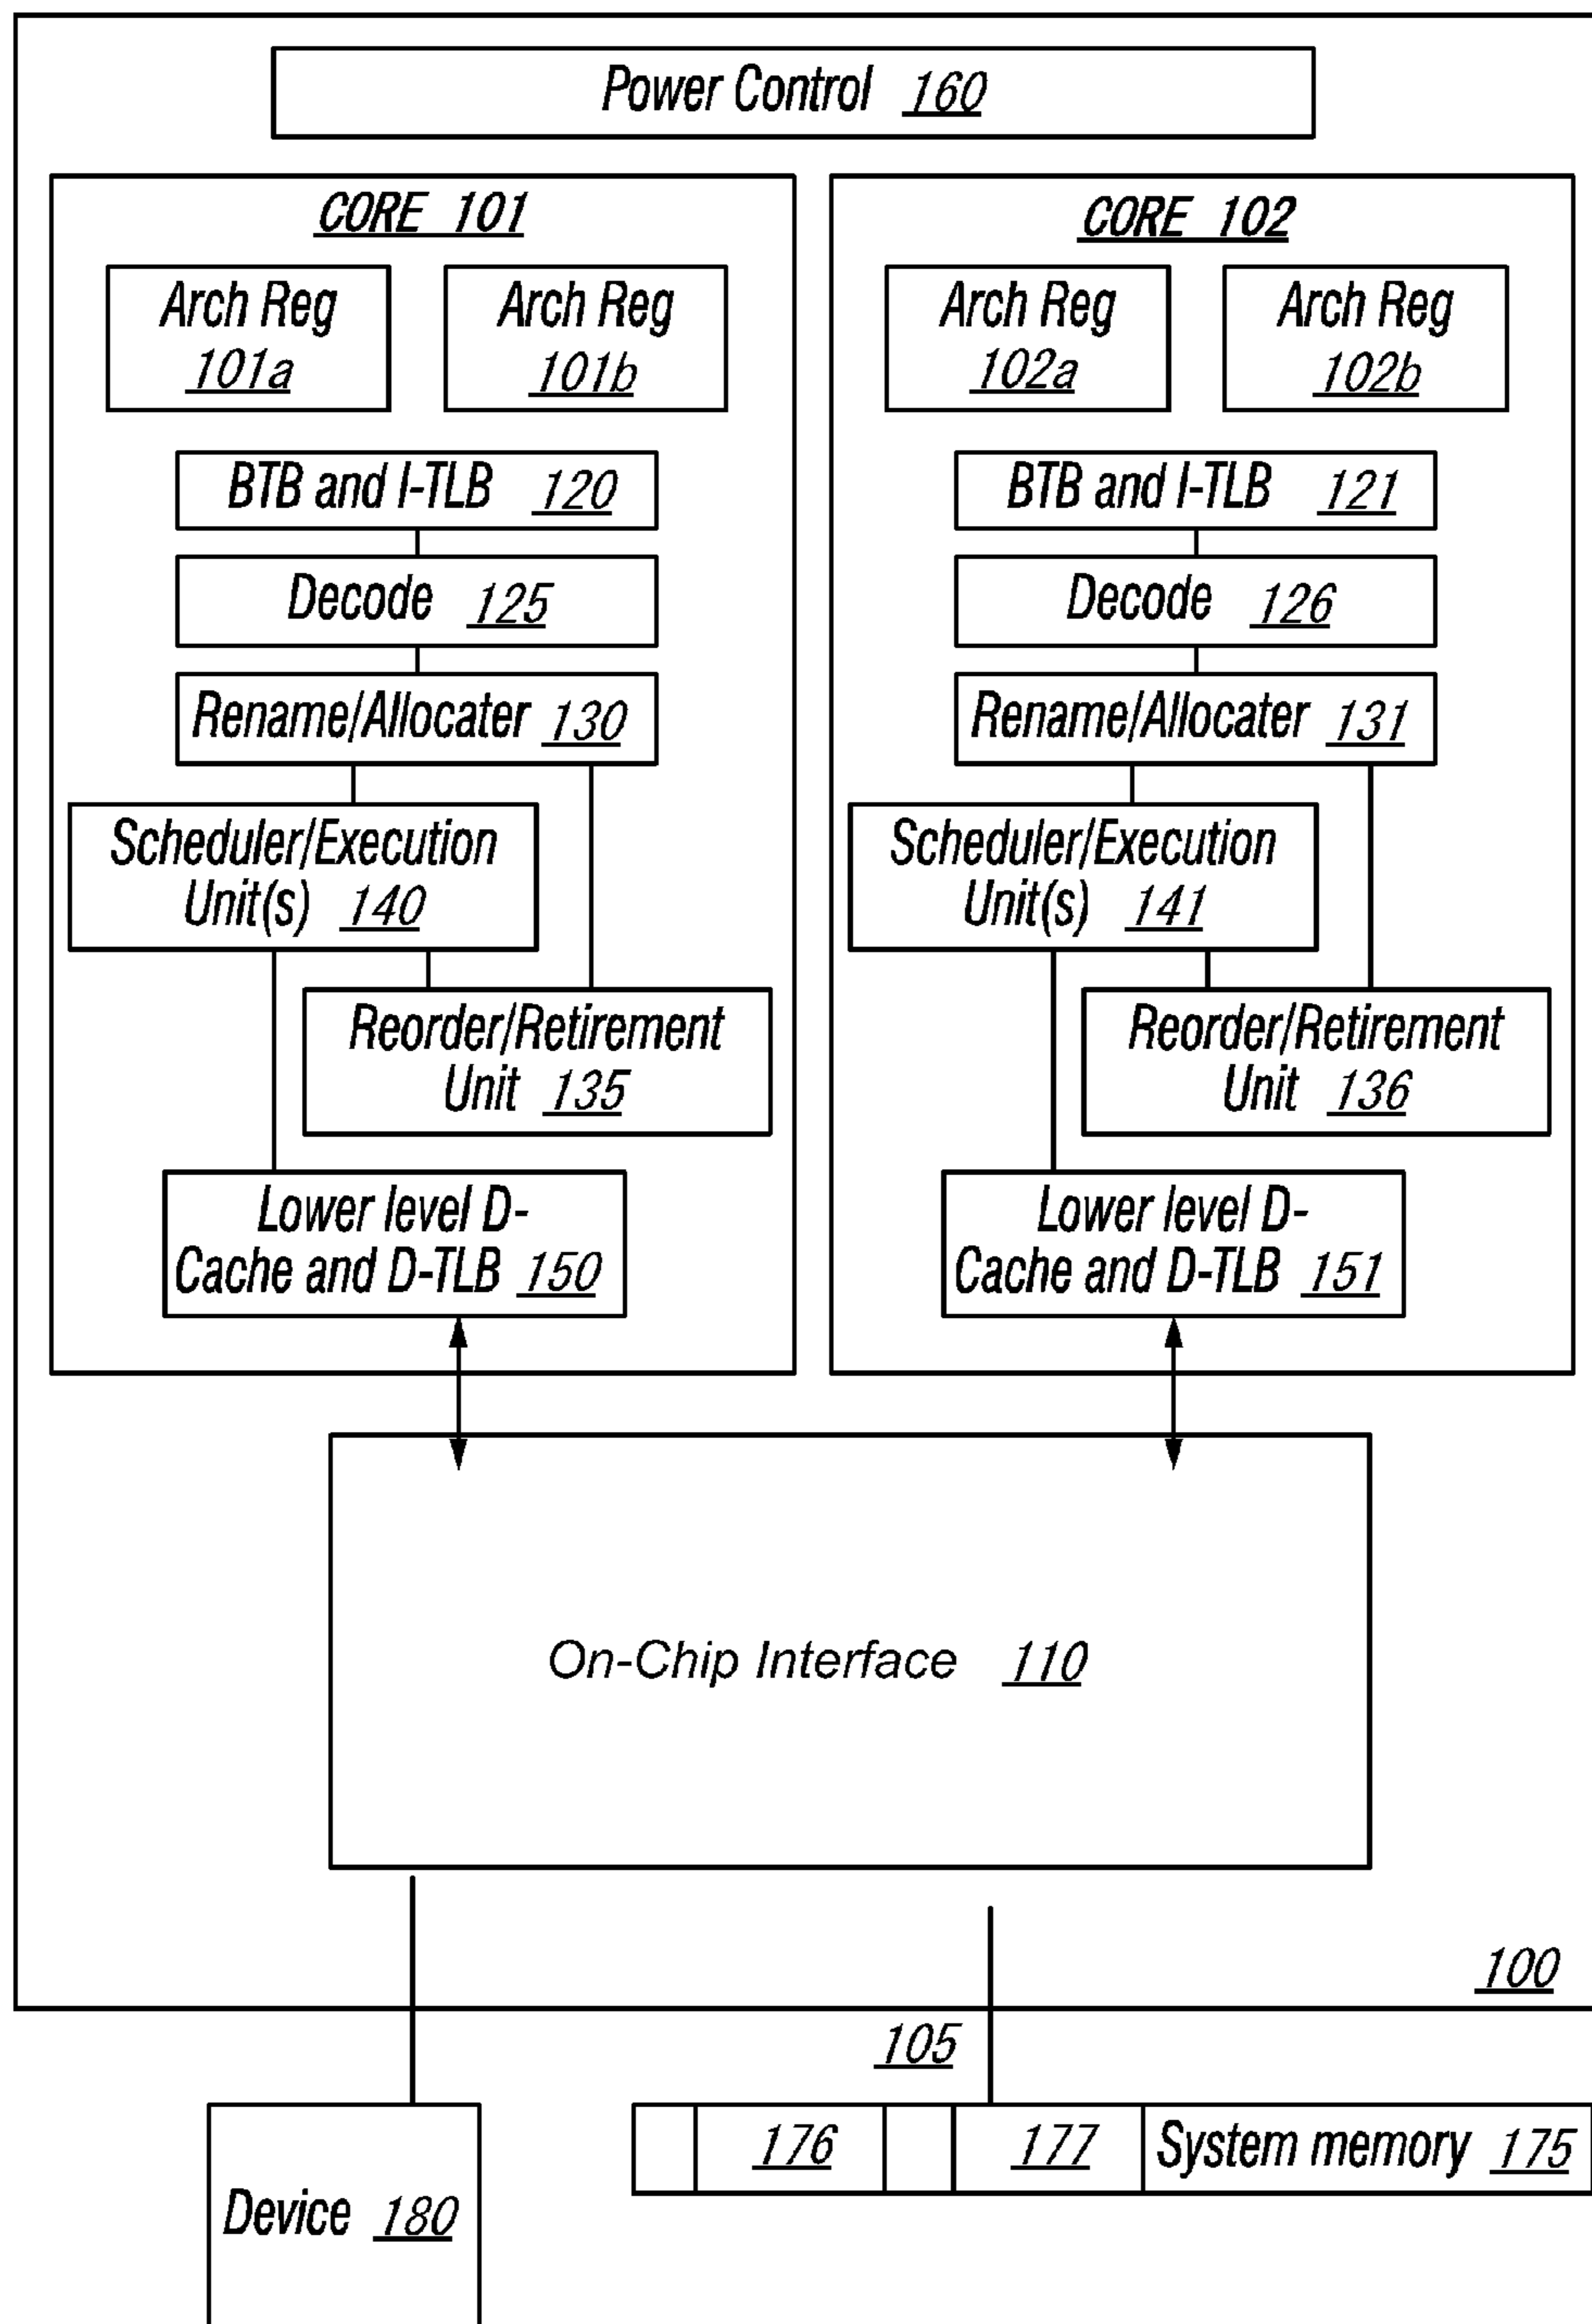 Power Control 160
CORE 101
Arch Reg
101a
Arch Reg
101b
BTB and I-TLB 120
Decode 125
Rename/Allocater 130
Scheduler/Execution
Unit(s) 140
Reorder/Retirement
Unit 135
Lower level D-
Cache and D-TLB 150
CORE 102
Arch Reg
102a
Arch Reg
102b
BTB and I-TLB 121
Decode 126
Rename/Allocater 131
Scheduler/Execution
Unit(s) 141
Reorder/Retirement
Unit 136
Lower level D-
Cache and D-TLB 151
On-Chip Interface 110
100
105
176
177
System memory 175
Device 180